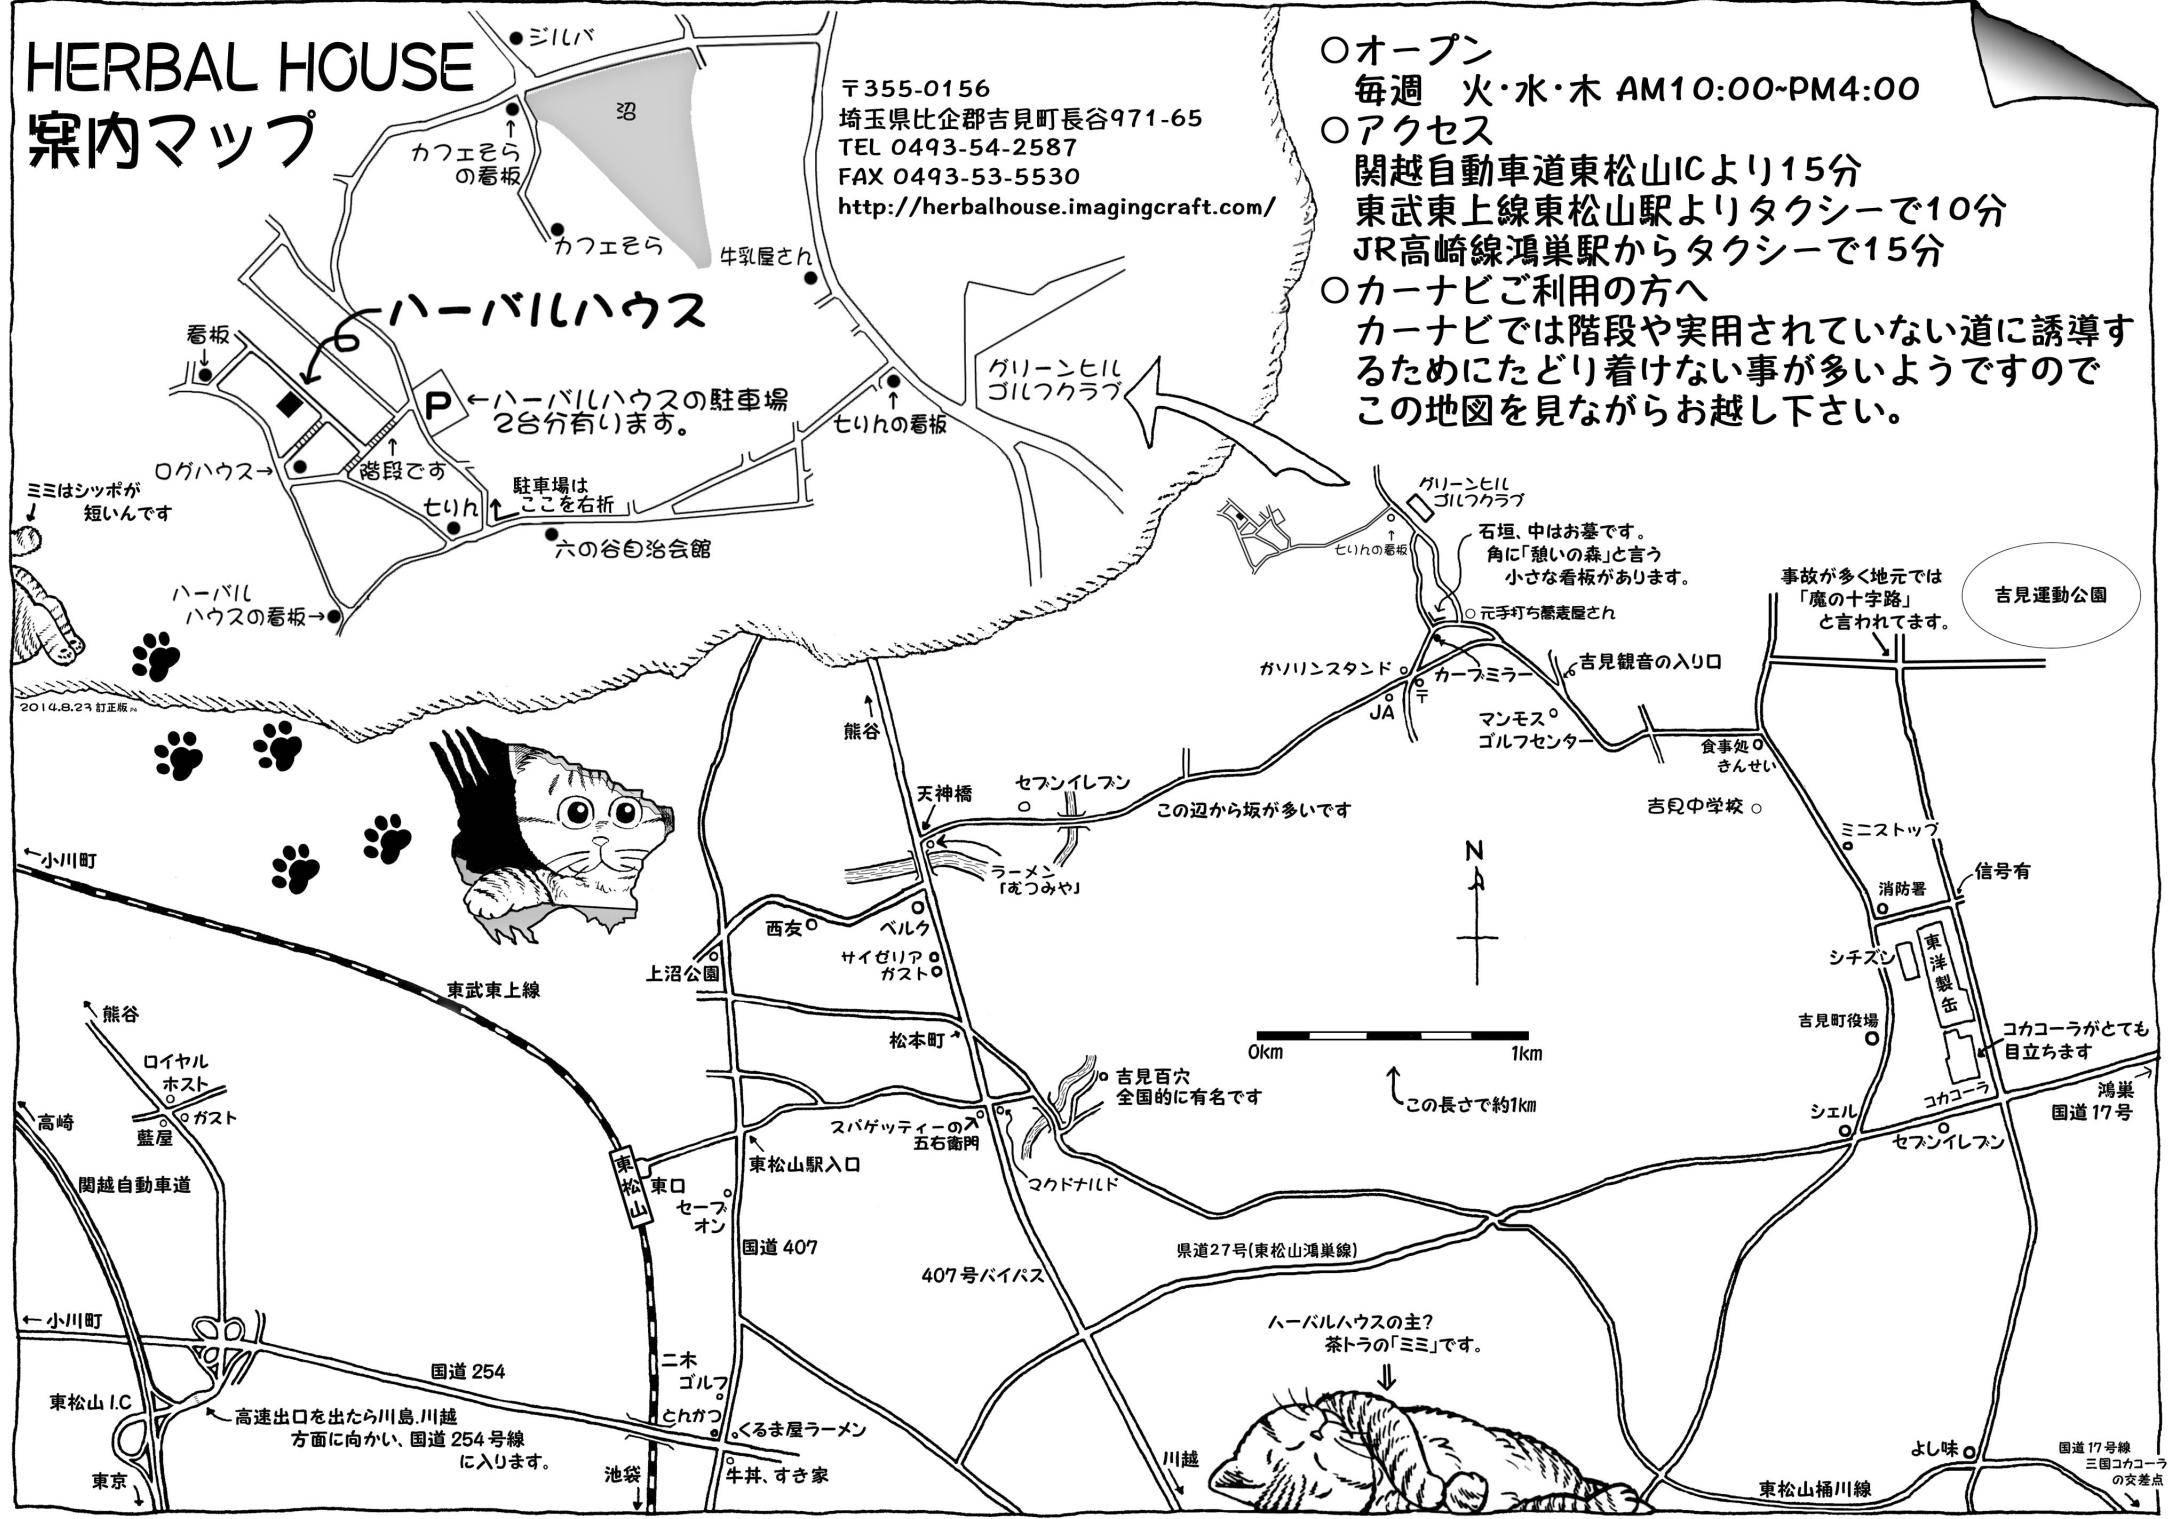 HERBAL HOUSE
案内マップ
ジルバ
沼
カフェそら
の看板
カフェそら
牛乳屋さん
〒355-0156
埼玉県比企郡吉見町長谷971-65
TEL 0493-54-2587
FAX 0493-53-5530
http://herbalhouse.imagingcraft.com/
○オープン
毎週 火・水・木 AM10:00~PM4:00
○アクセス
関越自動車道東松山ICより15分
東武東上線東松山駅よりタクシーで10分
JR高崎線鴻巣駅からタクシーで15分
○カーナビご利用の方へ
カーナビでは階段や実用されていない道に誘導す
るためにたどり着けない事が多いようですので
この地図を見ながらお越し下さい。
ハーバルハウス
看板
P
←ハーバルハウスの駐車場
2台分有ります。
グリーンヒル
ゴルフクラブ
七りんの看板
ログハウス→
階段です
七りん
駐車場は
ここを右折
六の谷自治会館
ミミはシッポが
短いんです
ハーバル
ハウスの看板→
2014.8.23 訂正版
グリーンヒル
ゴルフクラブ
七りんの看板
石垣、中はお墓です。
角に「憩いの森」と言う
小さな看板があります。
元手打ち蕎麦屋さん
事故が多く地元では
「魔の十字路」
と言われてます。
吉見運動公園
ガソリンスタンド
カーブミラー
吉見観音の入り口
〒
JA
マンモス
ゴルフセンター
食事処
きんせい
吉見中学校
ミニストップ
信号有
消防署
熊谷
天神橋
セブンイレブン
この辺から坂が多いです
ラーメン
「むつみや」
←小川町
東武東上線
西友
ベルク
サイゼリア
ガスト
上沼公園
松本町
N
0km
1km
この長さで約1km
シチズン
東洋製缶
吉見町役場
コカコーラがとても
目立ちます
コカコーラ
鴻巣
国道17号
シェル
セブンイレブン
熊谷
ロイヤル
ホスト
ガスト
藍屋
高崎
関越自動車道
吉見百穴
全国的に有名です
スパゲッティーの
五右衛門
マクドナルド
東松山駅入口
東松山
東口
セーブ
オン
国道407
407号バイパス
県道27号(東松山鴻巣線)
←小川町
国道254
東松山I.C
高速出口を出たら川島.川越
方面に向かい、国道254号線
に入ります。
東京
二木
ゴルフ
とんかつ
くるま屋ラーメン
牛丼、すき家
池袋
川越
ハーバルハウスの主?
茶トラの「ミミ」です。
よし味
東松山桶川線
国道17号線
三国コカコーラ
の交差点